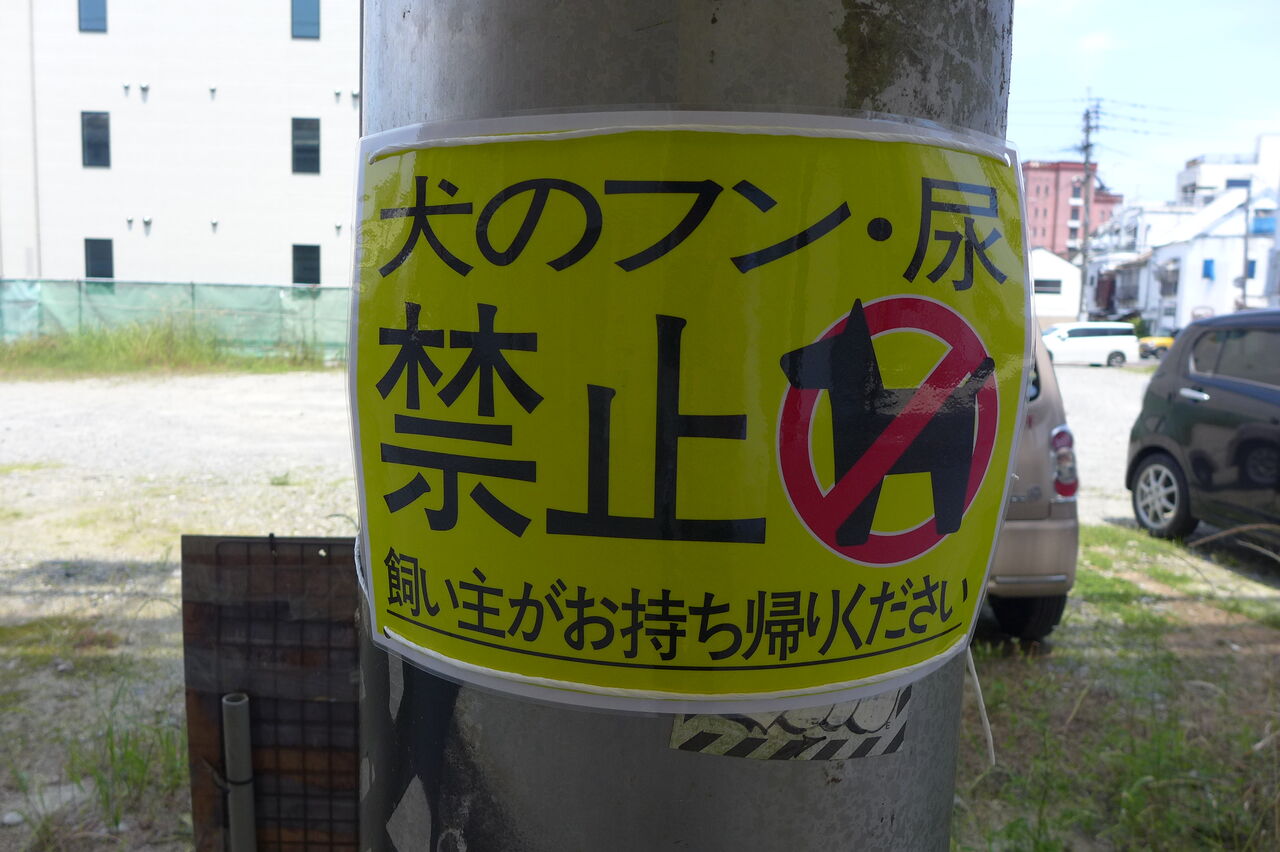 犬のフン・尿
禁止
飼い主がお持ち帰りください